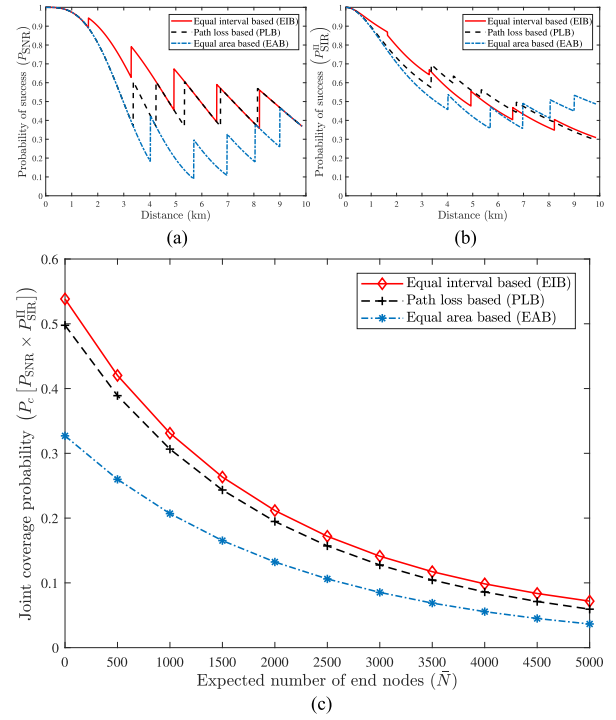 Equal interval based (EIB)
Path loss based (PLB)
Equal area based (EAB)
Probability of success (P_SNR)
1
0.9
0.8
0.7
0.6
0.5
0.4
0.3
0.2
0.1
0
0 1 2 3 4 5 6 7 8 9 10
Distance (km)
(a)
Equal interval based (EIB)
Path loss based (PLB)
Equal area based (EAB)
Probability of success (P_SIR^II)
1
0.9
0.8
0.7
0.6
0.5
0.4
0.3
0.2
0.1
0
0 1 2 3 4 5 6 7 8 9 10
Distance (km)
(b)
Equal interval based (EIB)
Path loss based (PLB)
Equal area based (EAB)
Joint coverage probability (P_c [P_SNR × P_SIR^II])
0.6
0.5
0.4
0.3
0.2
0.1
0
0 500 1000 1500 2000 2500 3000 3500 4000 4500 5000
Expected number of end nodes (N̄)
(c)